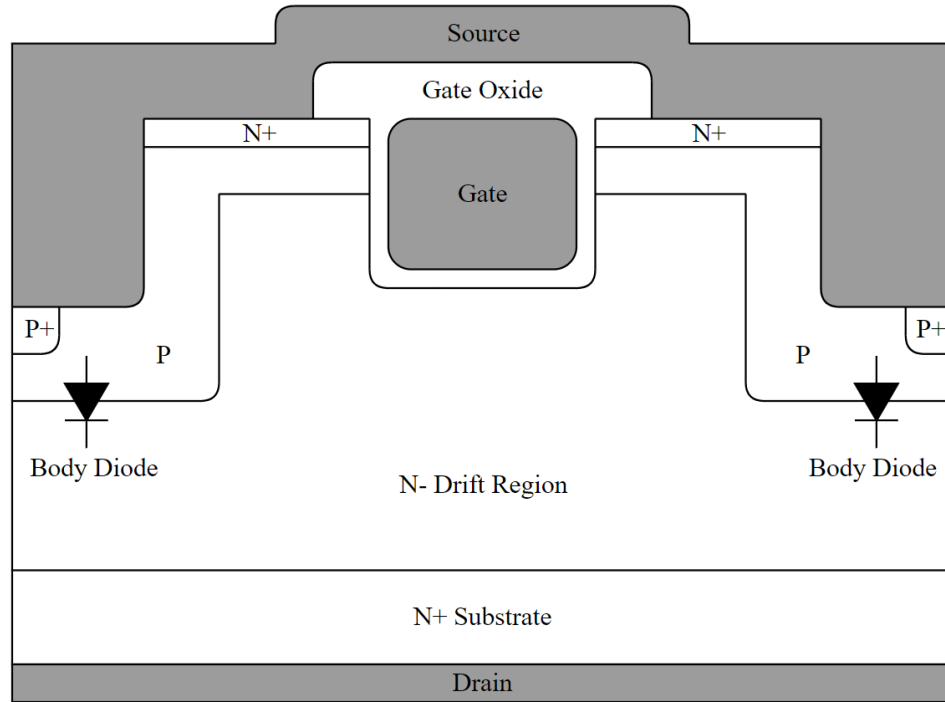 Source
Gate Oxide
N+
N+
Gate
P+
P+
P
P
Body Diode
Body Diode
N- Drift Region
N+ Substrate
Drain